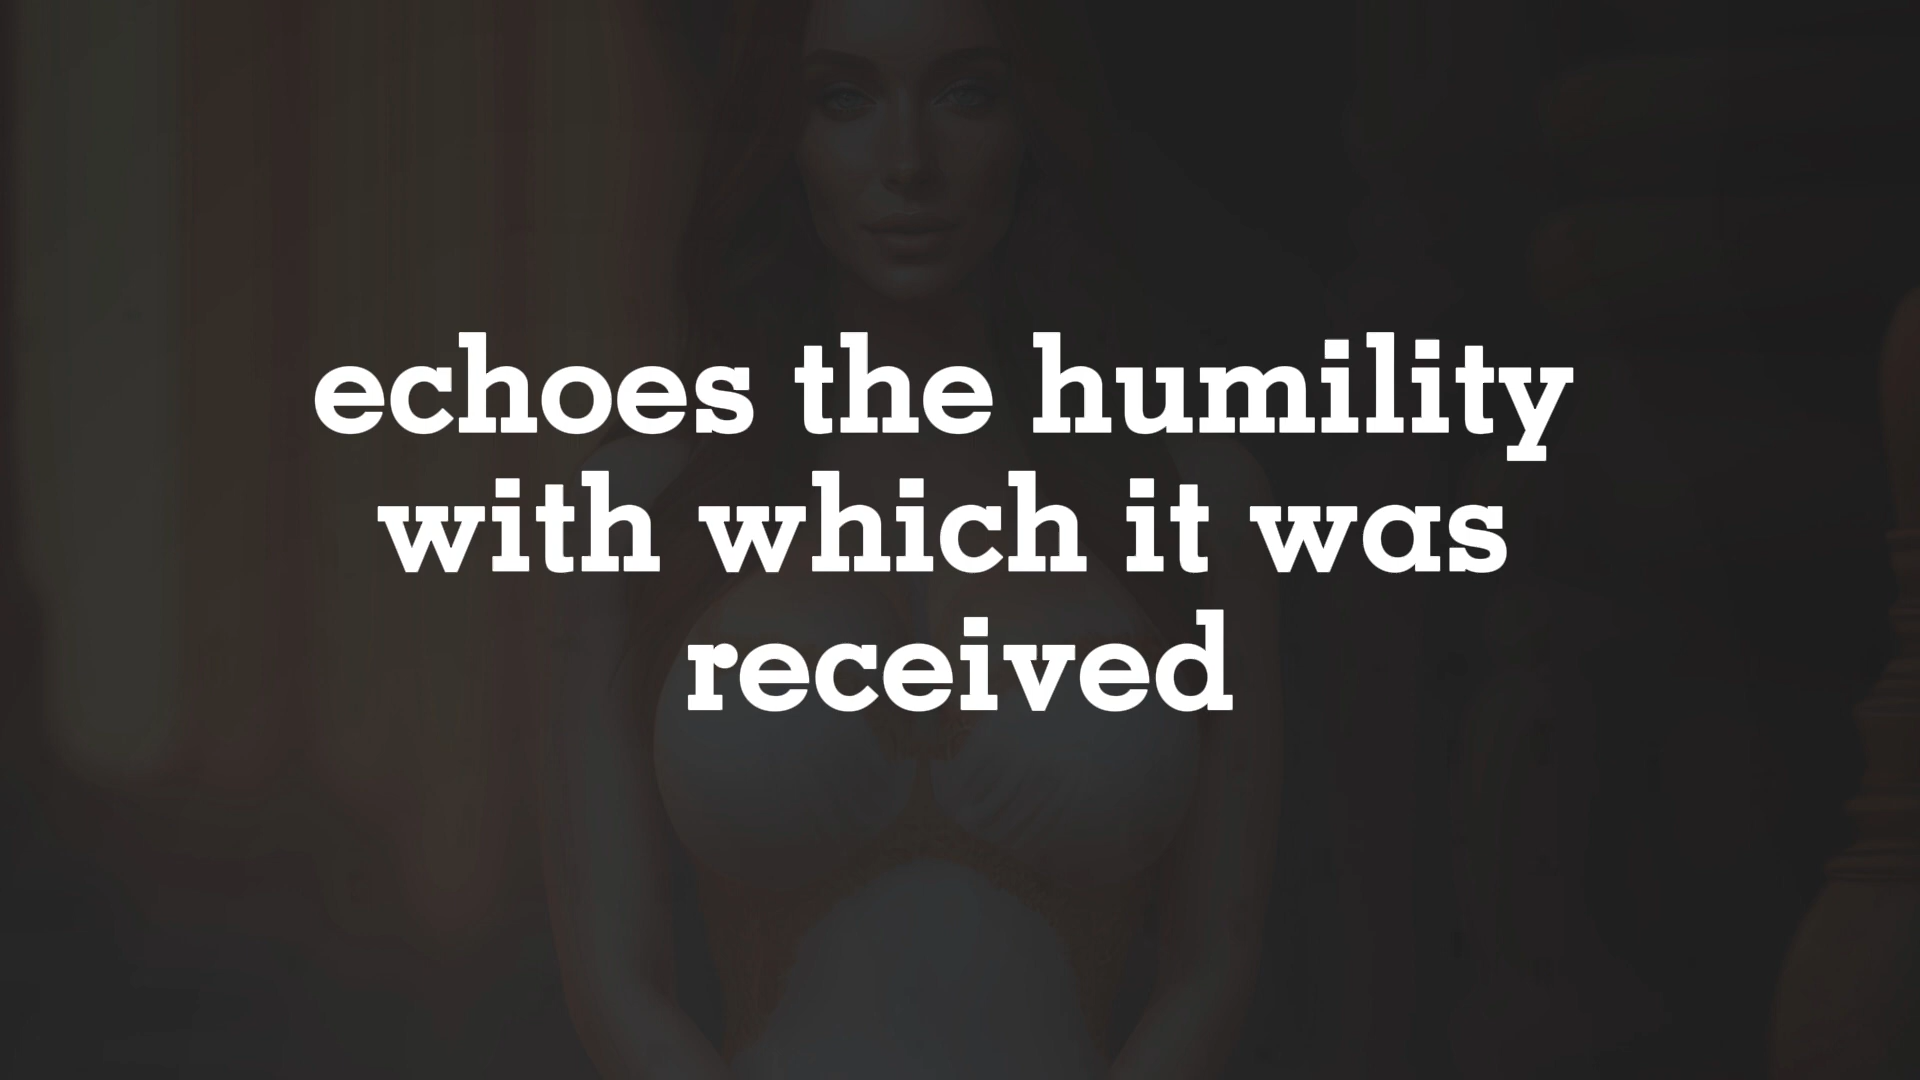 echoes the humility
with which it was
received